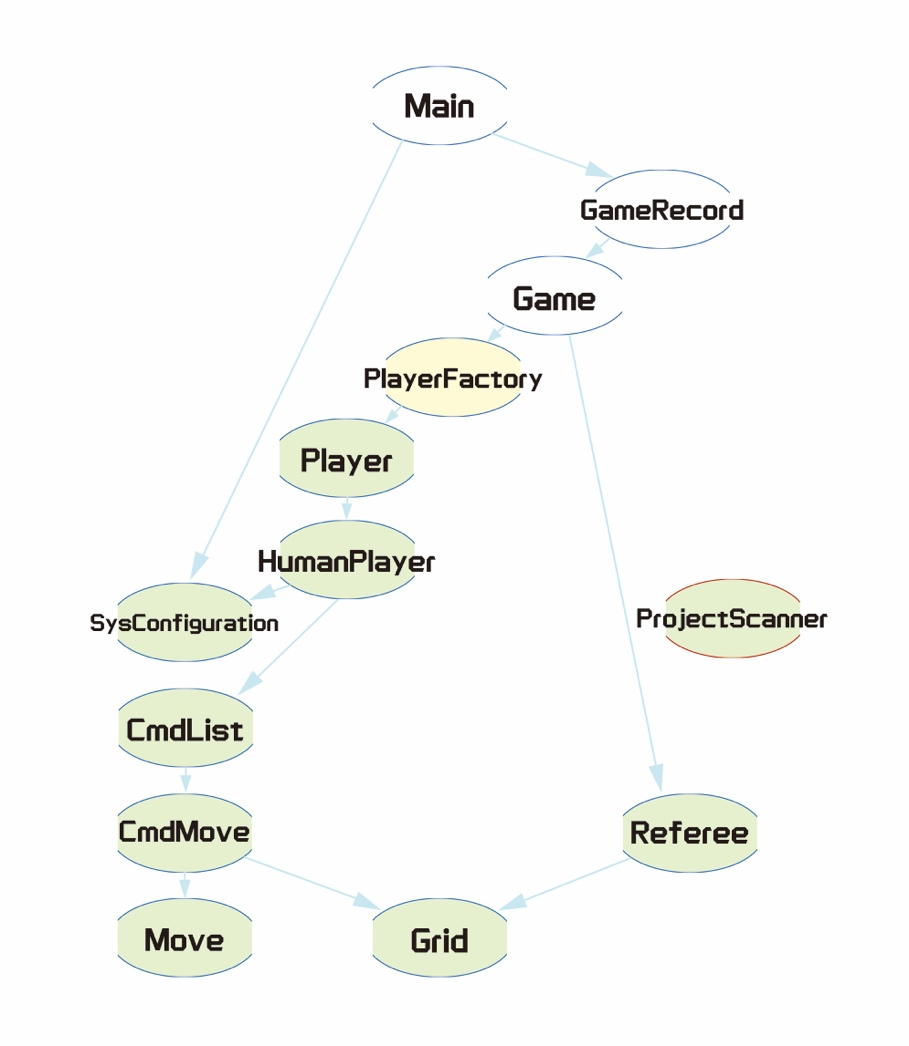 Main
GameRecord
Game
PlayerFactory
Player
HumanPlayer
SysConfiguration
ProjectScanner
CmdList
CmdMove
Referee
Move
Grid